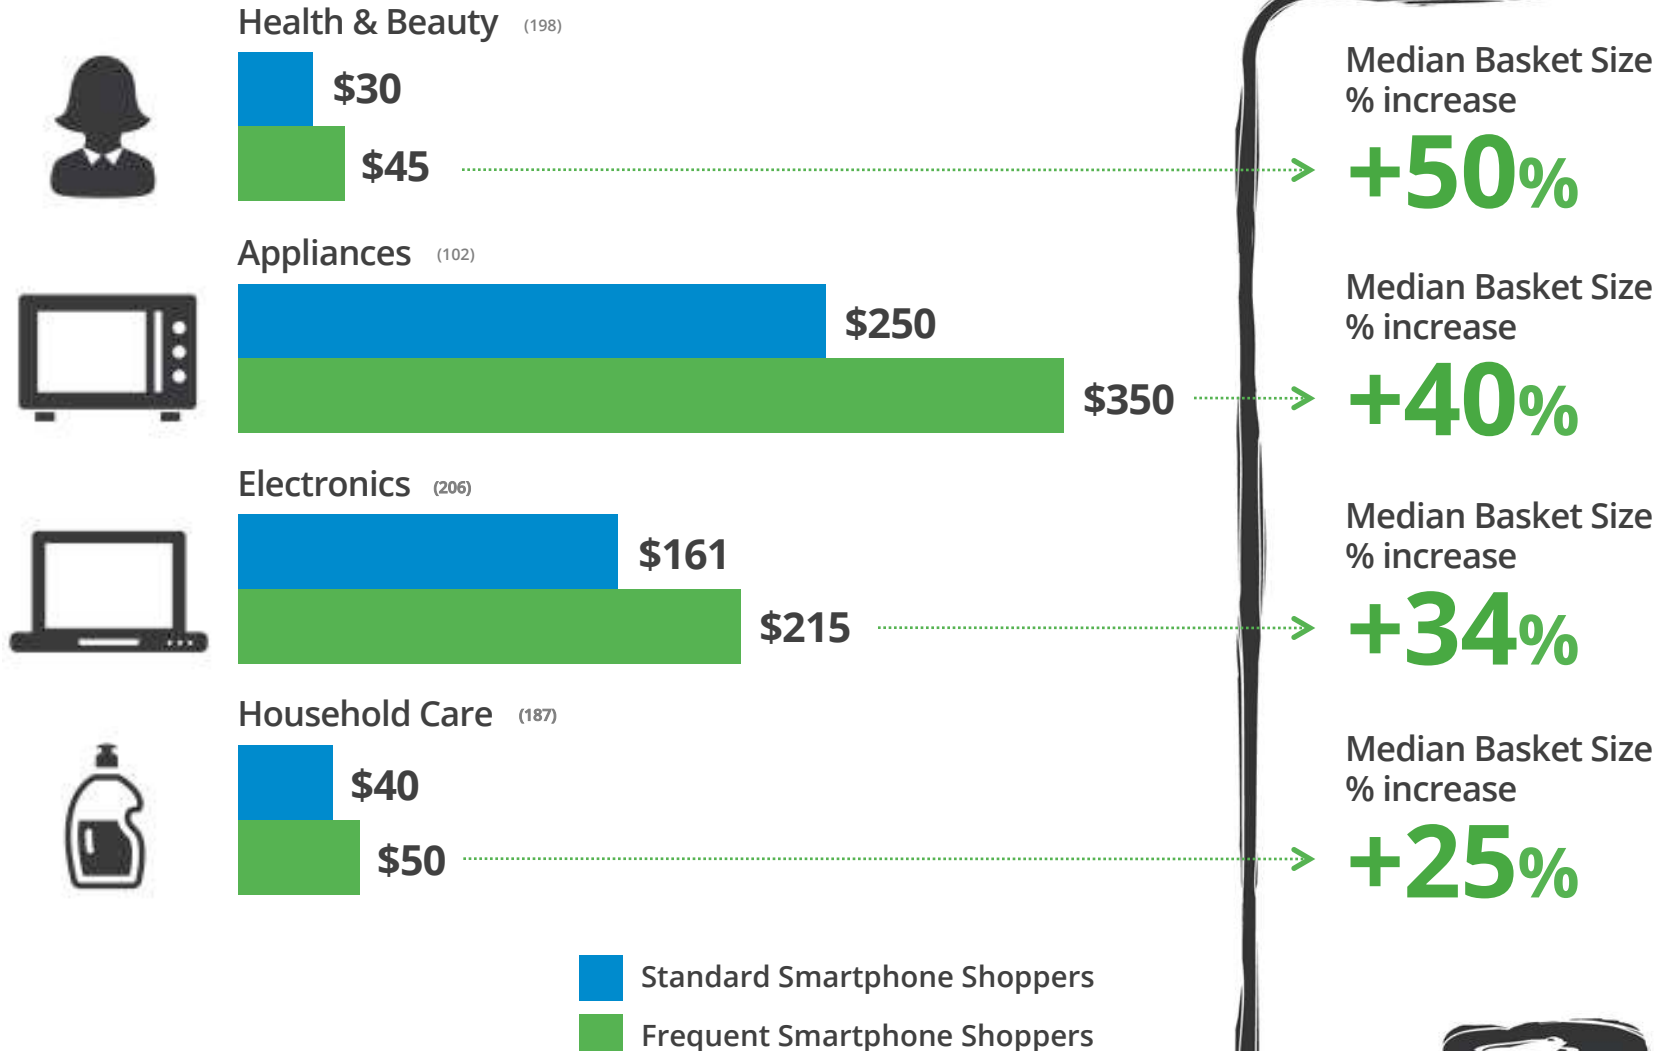 Health & Beauty (198)
$30
$45
Median Basket Size
% increase
+50%
Appliances (102)
$250
$350
Median Basket Size
% increase
+40%
Electronics (206)
$161
$215
Median Basket Size
% increase
+34%
Household Care (187)
$40
$50
Median Basket Size
% increase
+25%
Standard Smartphone Shoppers
Frequent Smartphone Shoppers